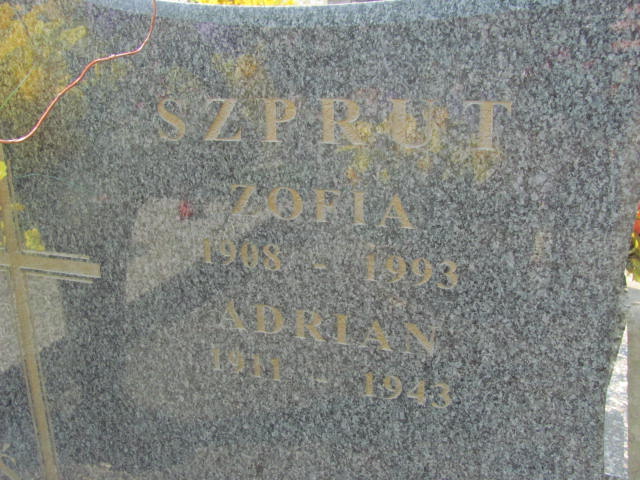 SZPRUT
ZOFIA
1908 - 1993
ADRIAN
1911 - 1943